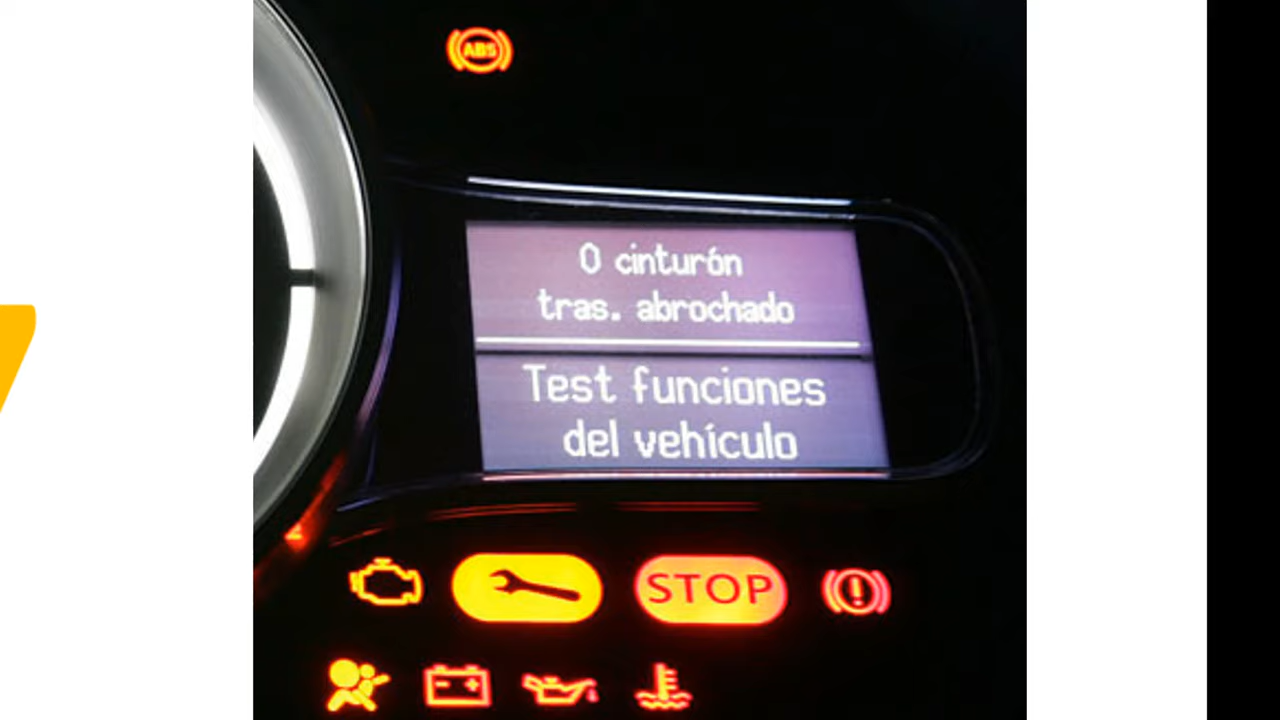 ABS
0 cinturón
tras. abrochado
Test funciones
del vehículo
STOP